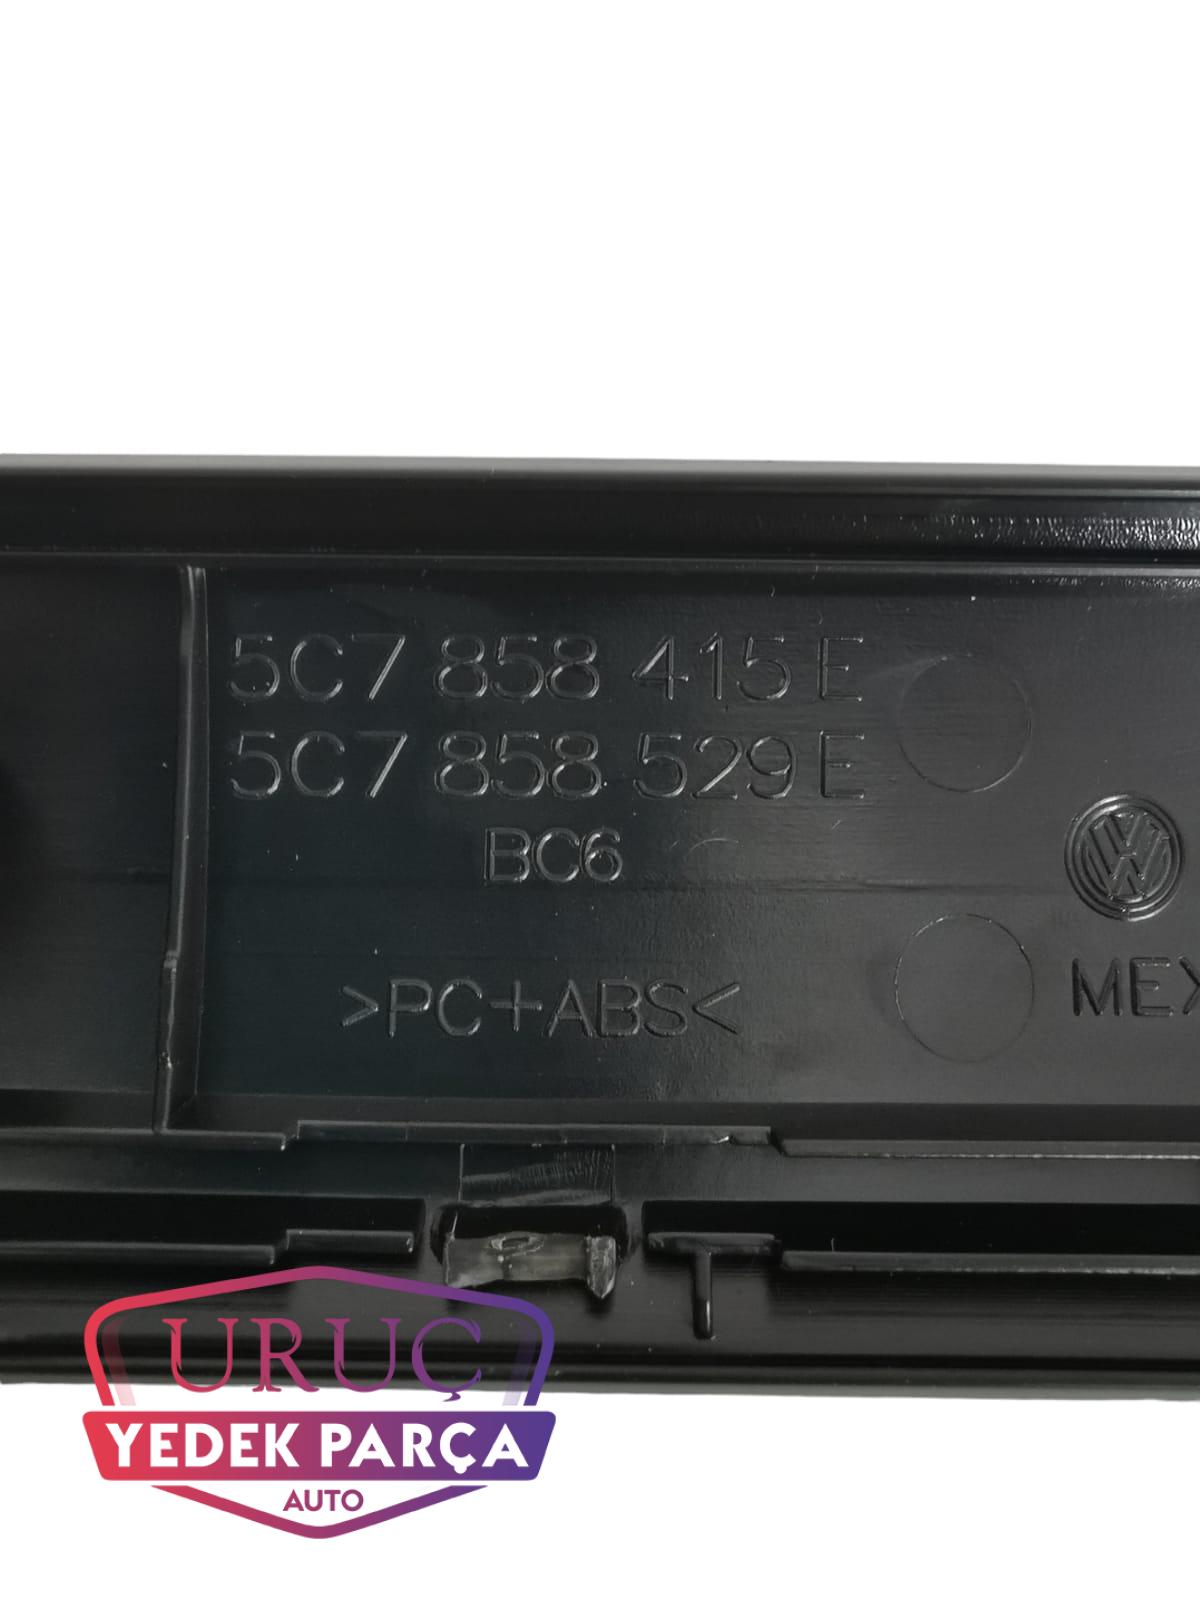 5C7 858 415 E
5C7 858 529 E
BC6
>PC+ABS<
MEX
URUÇ
YEDEK PARÇA
AUTO